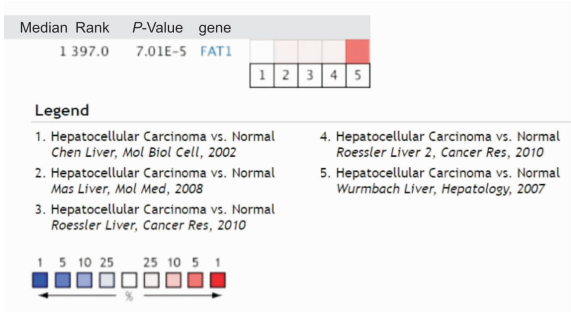 Median Rank P-Value gene
1 397.0 7.01E-5 FAT1
1 2 3 4 5
Legend
1. Hepatocellular Carcinoma vs. Normal
Chen Liver, Mol Biol Cell, 2002
2. Hepatocellular Carcinoma vs. Normal
Mas Liver, Mol Med, 2008
3. Hepatocellular Carcinoma vs. Normal
Roessler Liver, Cancer Res, 2010
4. Hepatocellular Carcinoma vs. Normal
Roessler Liver 2, Cancer Res, 2010
5. Hepatocellular Carcinoma vs. Normal
Wurmbach Liver, Hepatology, 2007
1 5 10 25 25 10 5 1
%